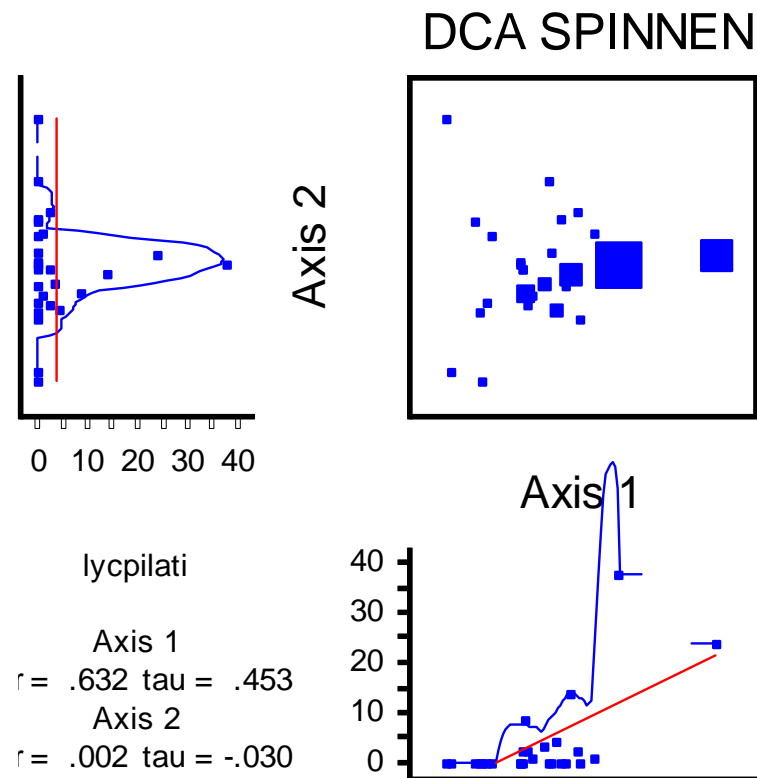 DCA SPINNEN
Axis 2
0 10 20 30 40
Axis 1
lycpilati
Axis 1
r = .632 tau = .453
Axis 2
r = .002 tau = -.030
40
30
20
10
0